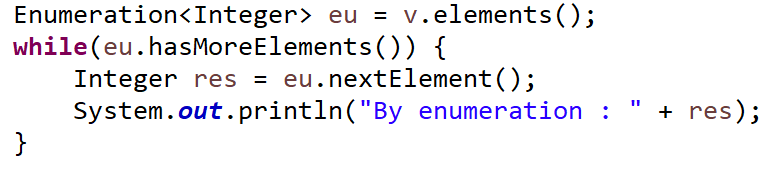 Enumeration<Integer> eu = v.elements();
while(eu.hasMoreElements()) {
    Integer res = eu.nextElement();
    System.out.println("By enumeration : " + res);
}